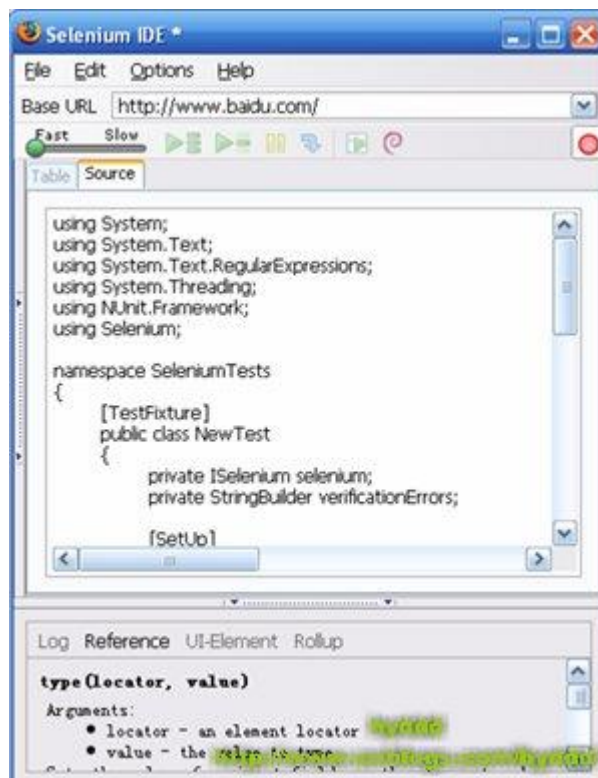 Selenium IDE *
File Edit Options Help
Base URL http://www.baidu.com/
Fast Slow
Table Source
using System;
using System.Text;
using System.Text.RegularExpressions;
using System.Threading;
using NUnit.Framework;
using Selenium;
namespace SeleniumTests
{
[TestFixture]
public class NewTest
{
private ISelenium selenium;
private StringBuilder verificationErrors;
[SetUp]
Log Reference UI-Element Rollup
type(locator, value)
Arguments:
• locator - an element locator
• value - the value to type